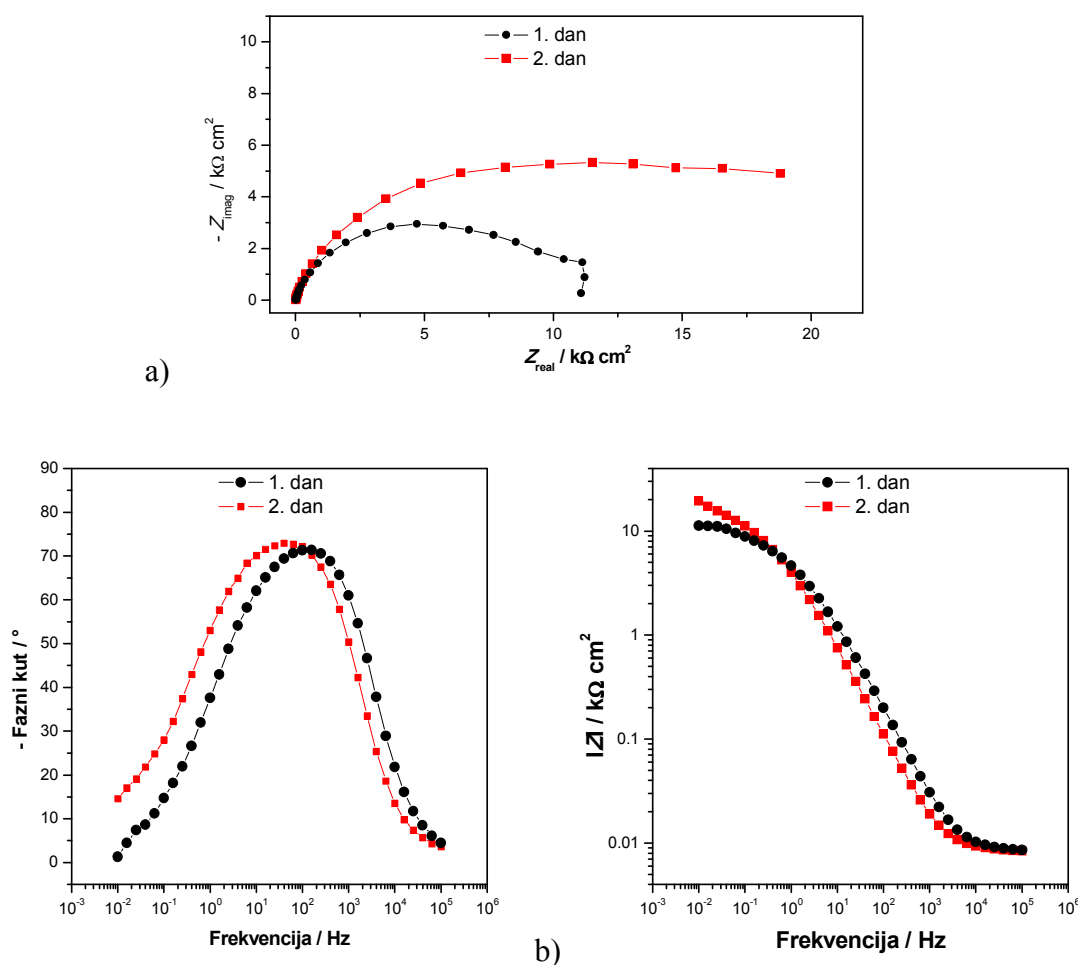 1. dan
2. dan
10
8
6
4
2
0
- Z imag / kΩ cm²
0 5 10 15 20
Z real / kΩ cm²
a)
90
80
70
60
50
40
30
20
10
0
- Fazni kut / °
1. dan
2. dan
10⁻³ 10⁻² 10⁻¹ 10⁰ 10¹ 10² 10³ 10⁴ 10⁵ 10⁶
Frekvencija / Hz
b)
1. dan
2. dan
10
1
0.1
0.01
|Z| / kΩ cm²
10⁻³ 10⁻² 10⁻¹ 10⁰ 10¹ 10² 10³ 10⁴ 10⁵ 10⁶
Frekvencija / Hz